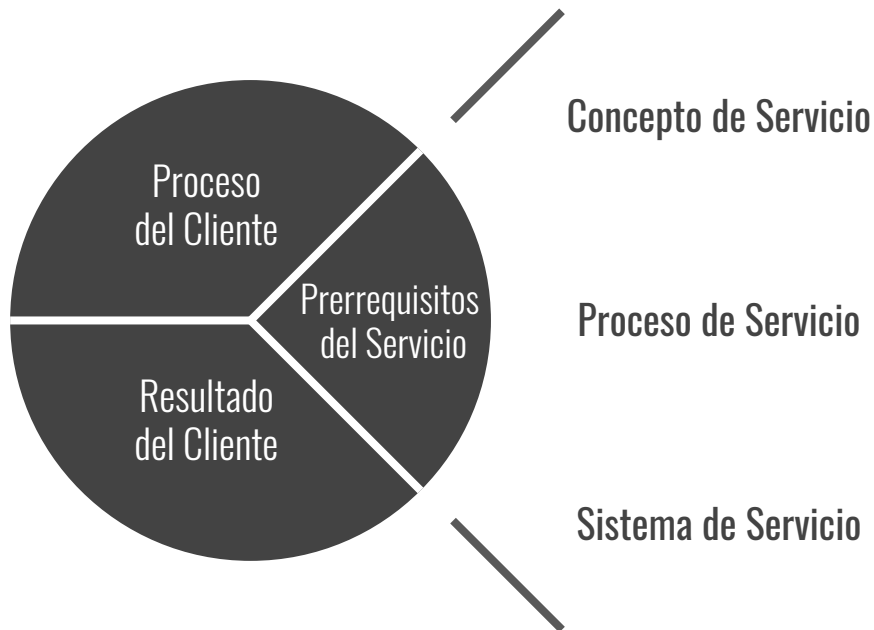 Proceso
del Cliente
Prerrequisitos
del Servicio
Resultado
del Cliente
Concepto de Servicio
Proceso de Servicio
Sistema de Servicio